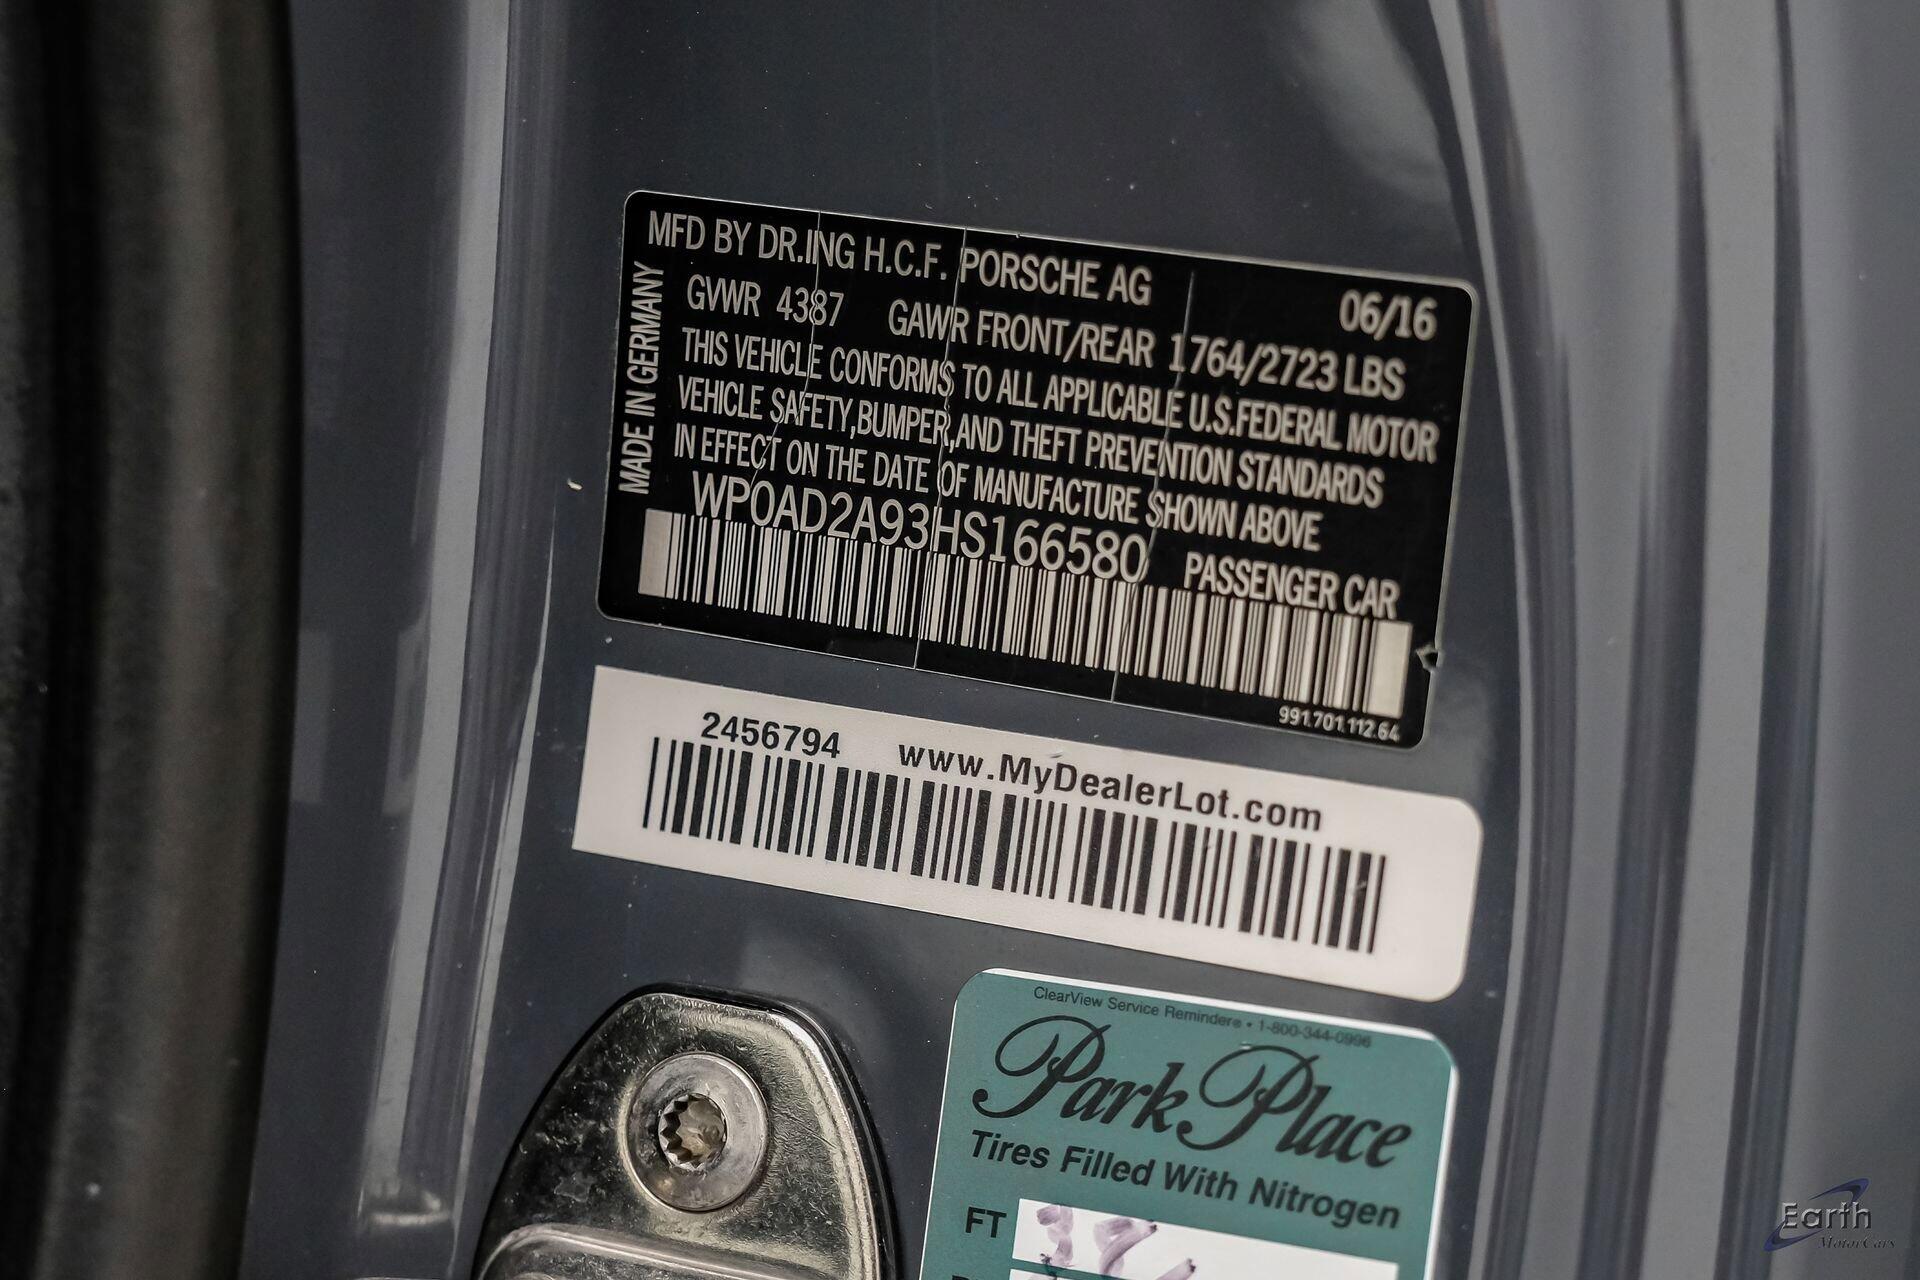 MFD BY DR.ING H.C.F. PORSCHE AG 06/16
GVWR 4387 GAWR FRONT/REAR 1764/2723 LBS
THIS VEHICLE CONFORMS TO ALL APPLICABLE U.S.FEDERAL MOTOR
VEHICLE SAFETY,BUMPER,AND THEFT PREVENTION STANDARDS
IN EFFECT ON THE DATE OF MANUFACTURE SHOWN ABOVE
WP0AD2A93HS166580 PASSENGER CAR
MADE IN GERMANY
991.701.112.64
2456794 www.MyDealerLot.com
ClearView Service Reminder® • 1-800-344-0996
Park Place
Tires Filled With Nitrogen
FT
Earth
MotorCars